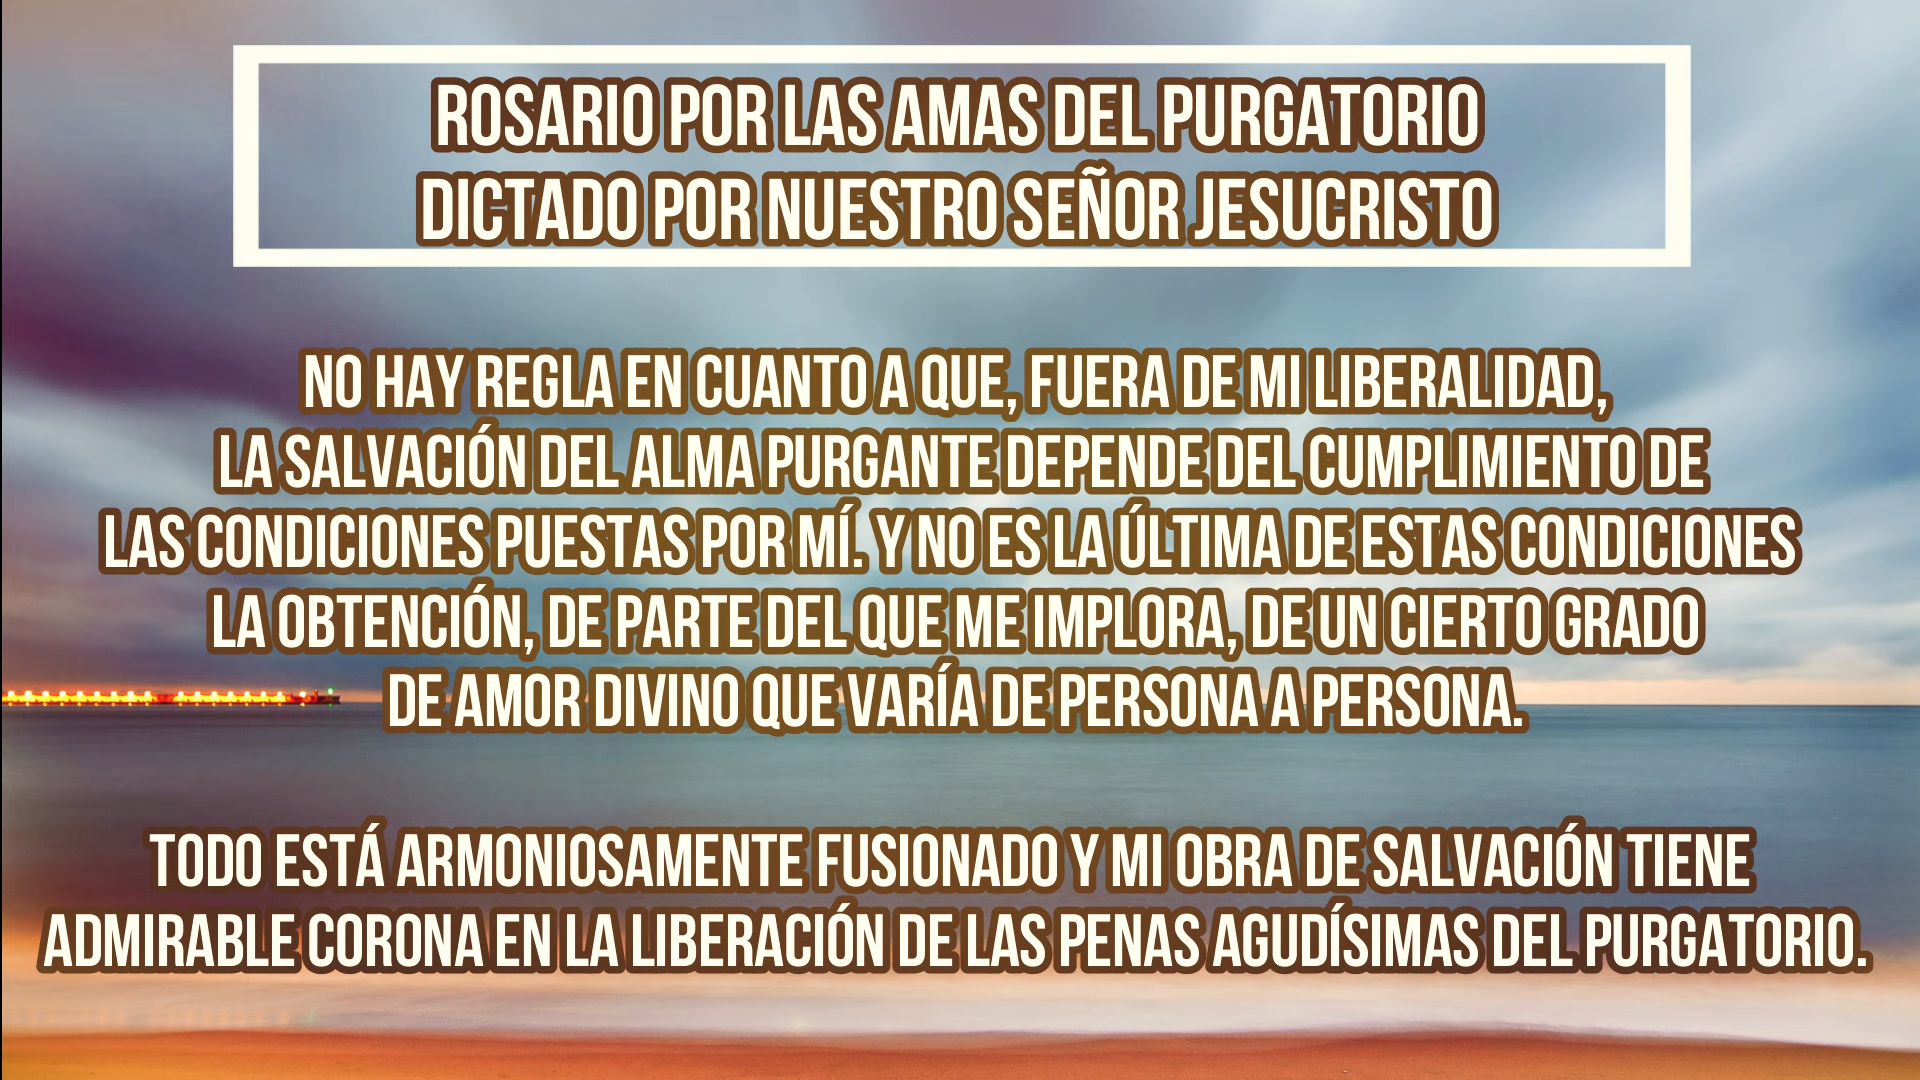 ROSARIO POR LAS AMAS DEL PURGATORIO
DICTADO POR NUESTRO SEÑOR JESUCRISTO
NO HAY REGLA EN CUANTO A QUE, FUERA DE MI LIBERALIDAD,
LA SALVACIÓN DEL ALMA PURGANTE DEPENDE DEL CUMPLIMIENTO DE
LAS CONDICIONES PUESTAS POR MÍ. Y NO ES LA ÚLTIMA DE ESTAS CONDICIONES
LA OBTENCIÓN, DE PARTE DEL QUE ME IMPLORA, DE UN CIERTO GRADO
DE AMOR DIVINO QUE VARÍA DE PERSONA A PERSONA.
TODO ESTÁ ARMONIOSAMENTE FUSIONADO Y MI OBRA DE SALVACIÓN TIENE
ADMIRABLE CORONA EN LA LIBERACIÓN DE LAS PENAS AGUDÍSIMAS DEL PURGATORIO.